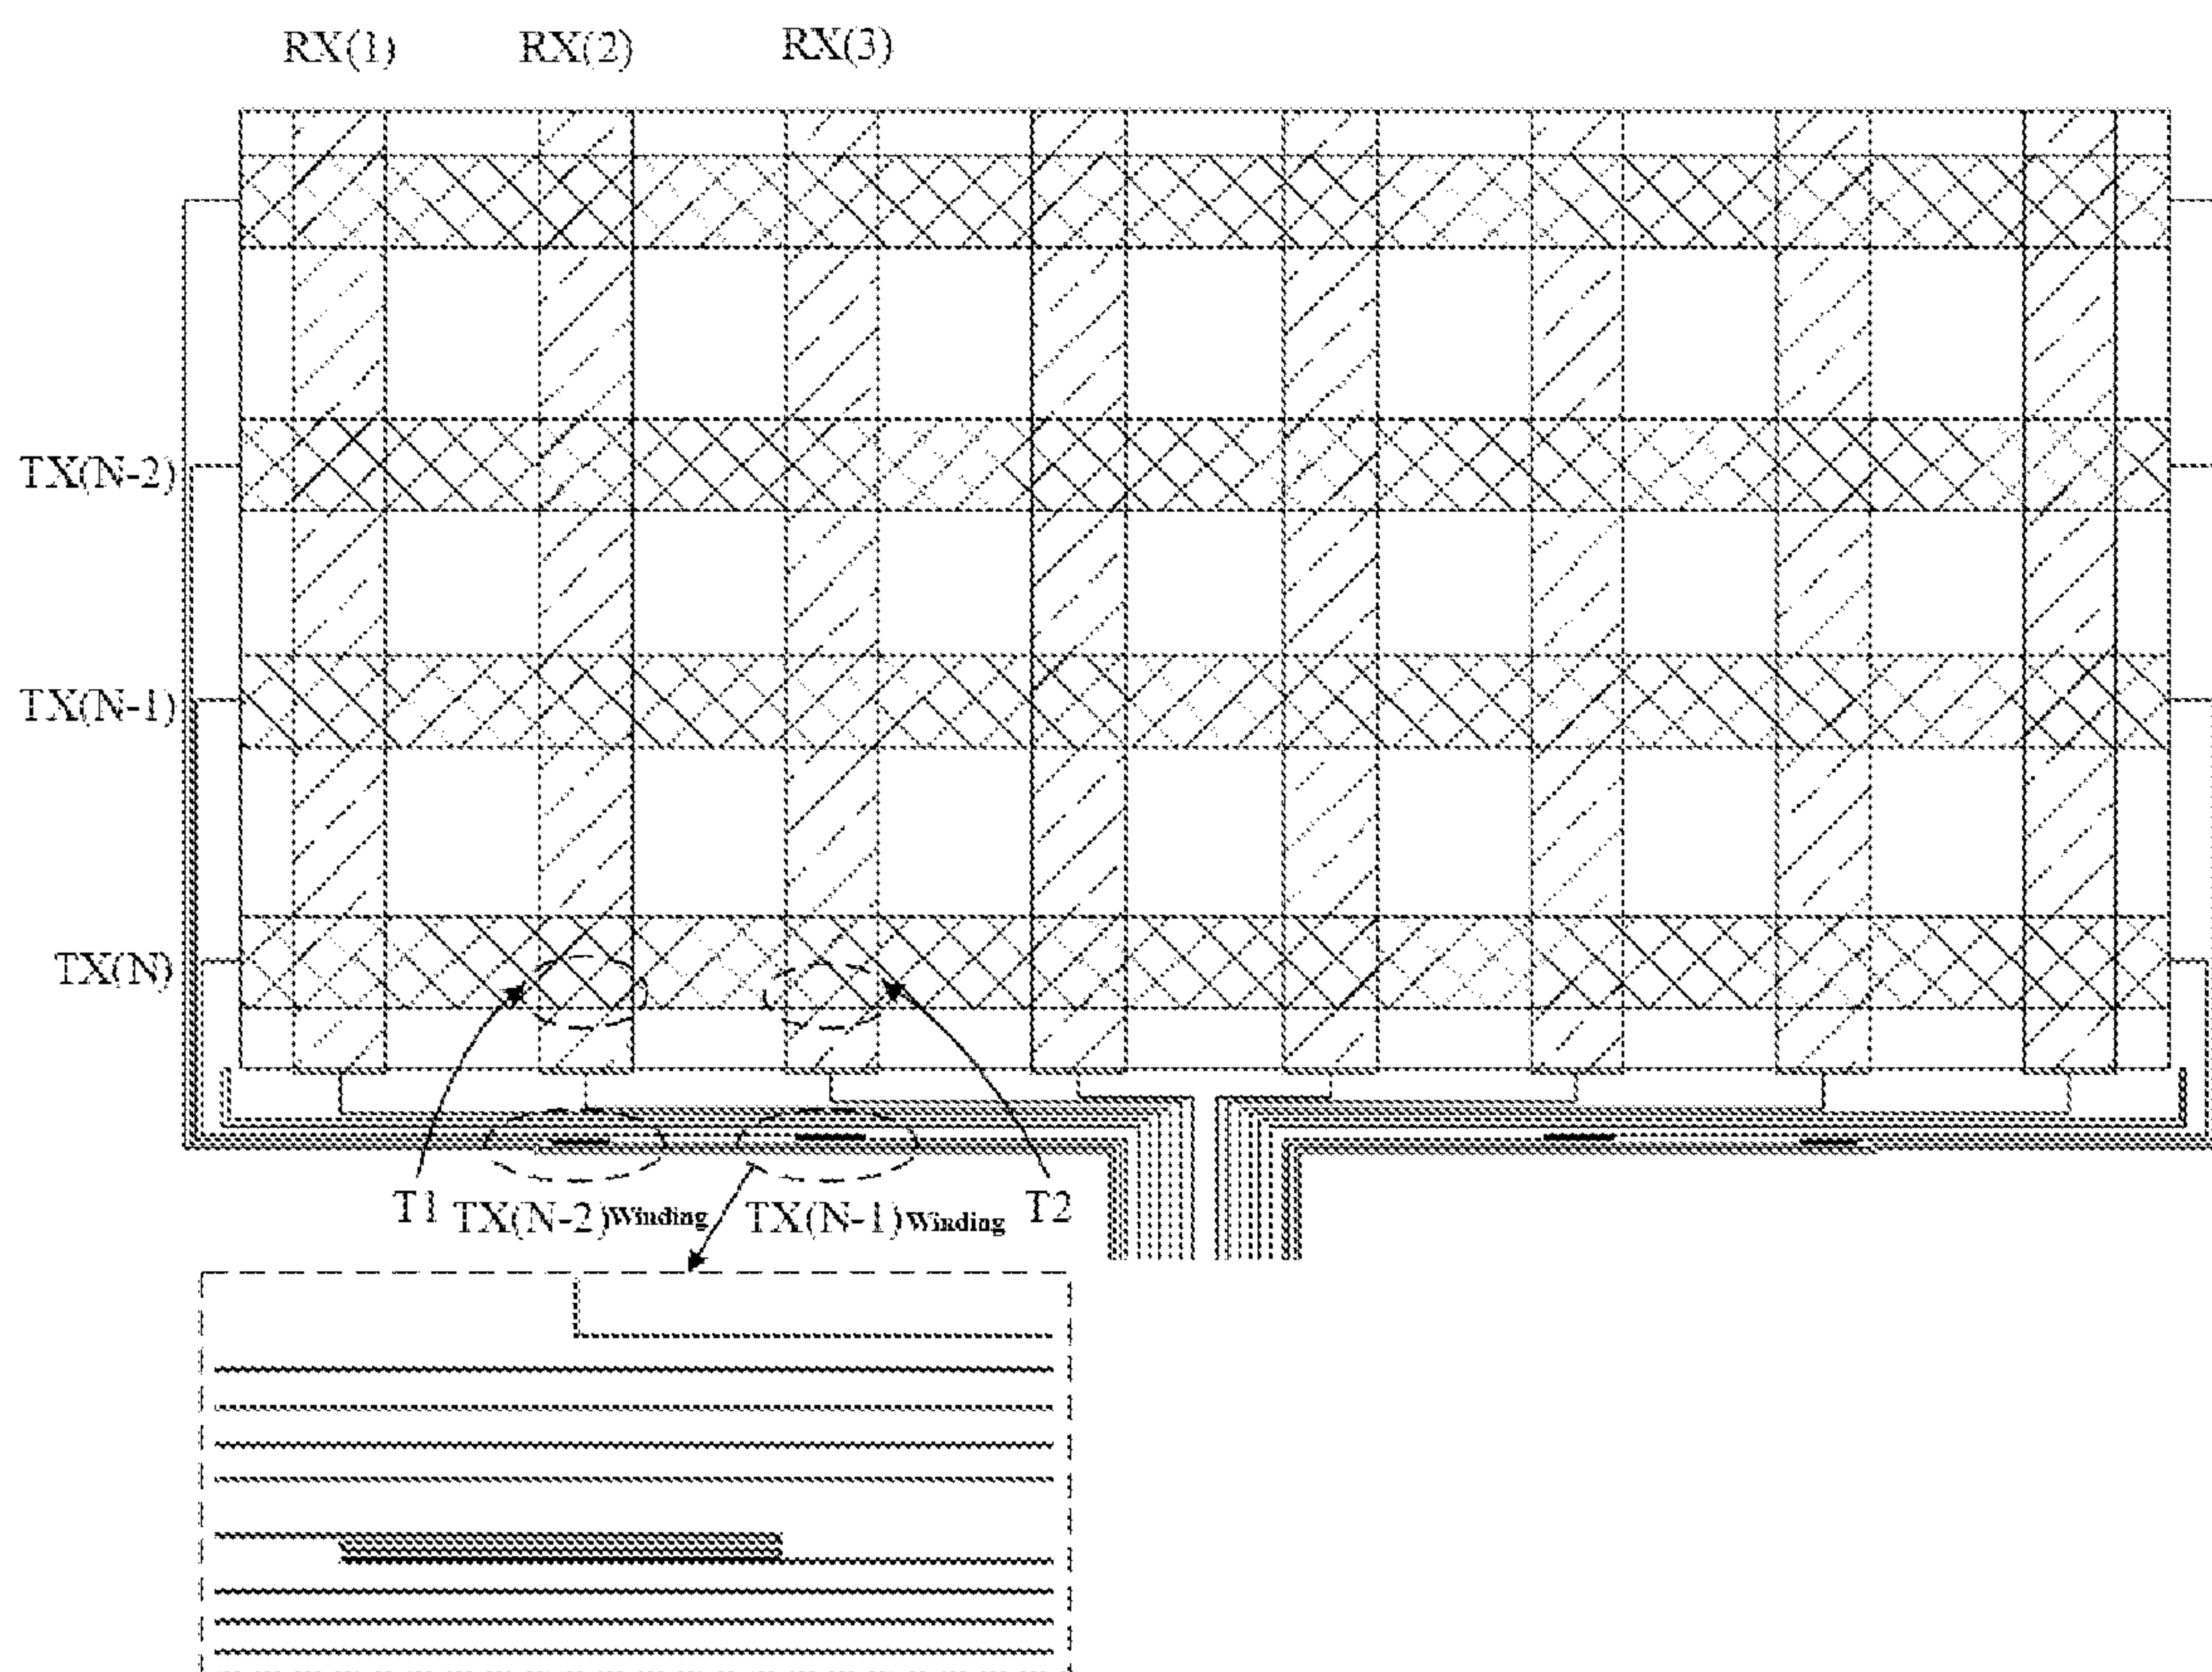 RX(1) RX(2) RX(3)
TX(N-2)
TX(N-1)
TX(N)
T1 TX(N-2)Winding TX(N-1)Winding T2